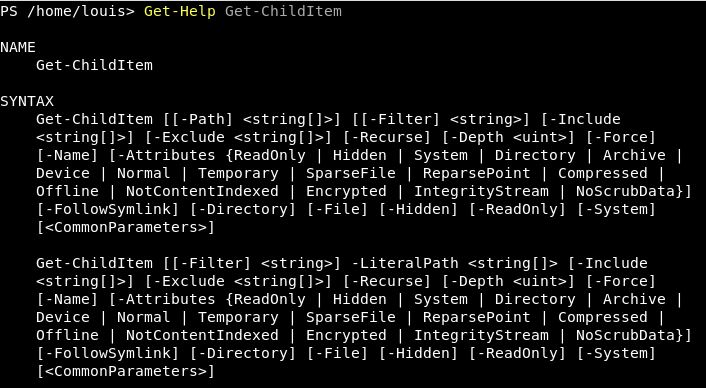 PS /home/louis> Get-Help Get-ChildItem
NAME
Get-ChildItem
SYNTAX
Get-ChildItem [[-Path] <string[]>] [[-Filter] <string>] [-Include
<string[]>] [-Exclude <string[]>] [-Recurse] [-Depth <uint>] [-Force]
[-Name] [-Attributes {ReadOnly | Hidden | System | Directory | Archive |
Device | Normal | Temporary | SparseFile | ReparsePoint | Compressed |
Offline | NotContentIndexed | Encrypted | IntegrityStream | NoScrubData}]
[-FollowSymlink] [-Directory] [-File] [-Hidden] [-ReadOnly] [-System]
[<CommonParameters>]
Get-ChildItem [[-Filter] <string>] -LiteralPath <string[]> [-Include
<string[]>] [-Exclude <string[]>] [-Recurse] [-Depth <uint>] [-Force]
[-Name] [-Attributes {ReadOnly | Hidden | System | Directory | Archive |
Device | Normal | Temporary | SparseFile | ReparsePoint | Compressed |
Offline | NotContentIndexed | Encrypted | IntegrityStream | NoScrubData}]
[-FollowSymlink] [-Directory] [-File] [-Hidden] [-ReadOnly] [-System]
[<CommonParameters>]